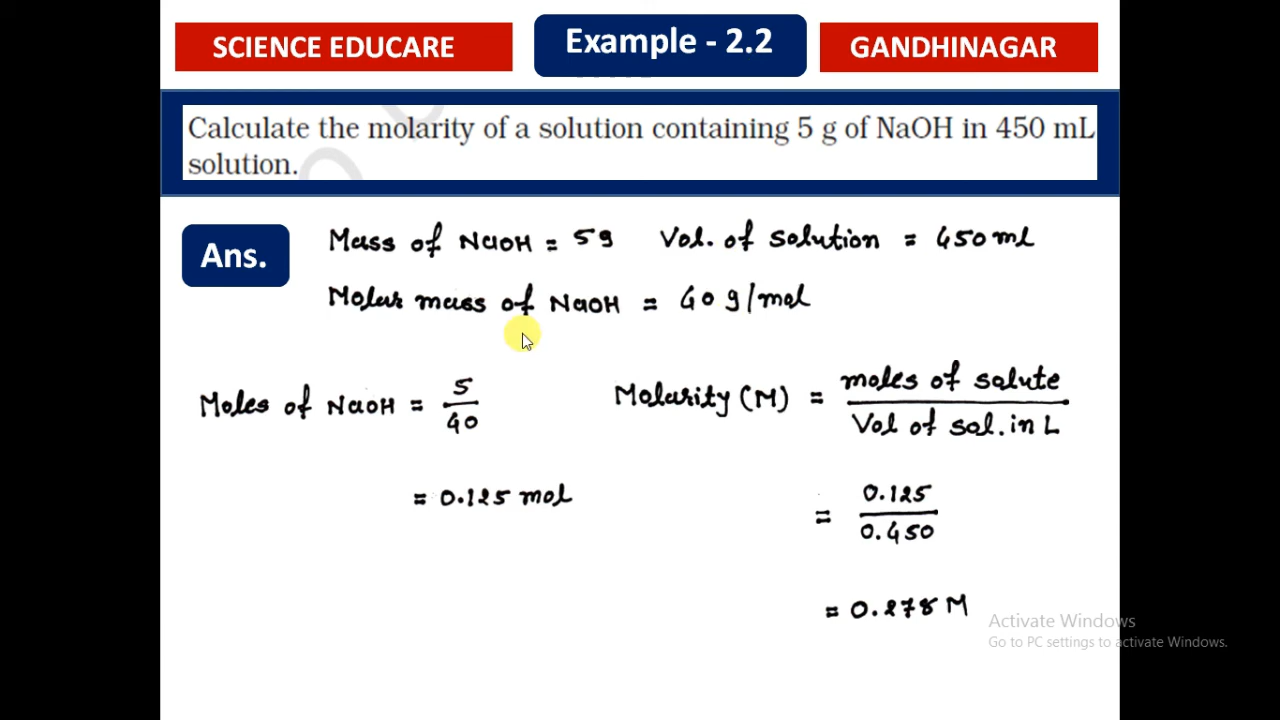 SCIENCE EDUCARE
Example - 2.2
GANDHINAGAR
Calculate the molarity of a solution containing 5 g of NaOH in 450 mL
solution.
Ans.
Mass of NaOH = 5g Vol. of solution = 450 ml
Molar mass of NaOH = 40 g/mol
Moles of NaOH = 5
40
= 0.125 mol
Molarity (M) = moles of solute
Vol of sol. in L
= 0.125
0.450
= 0.278 M
Activate Windows
Go to PC settings to activate Windows.